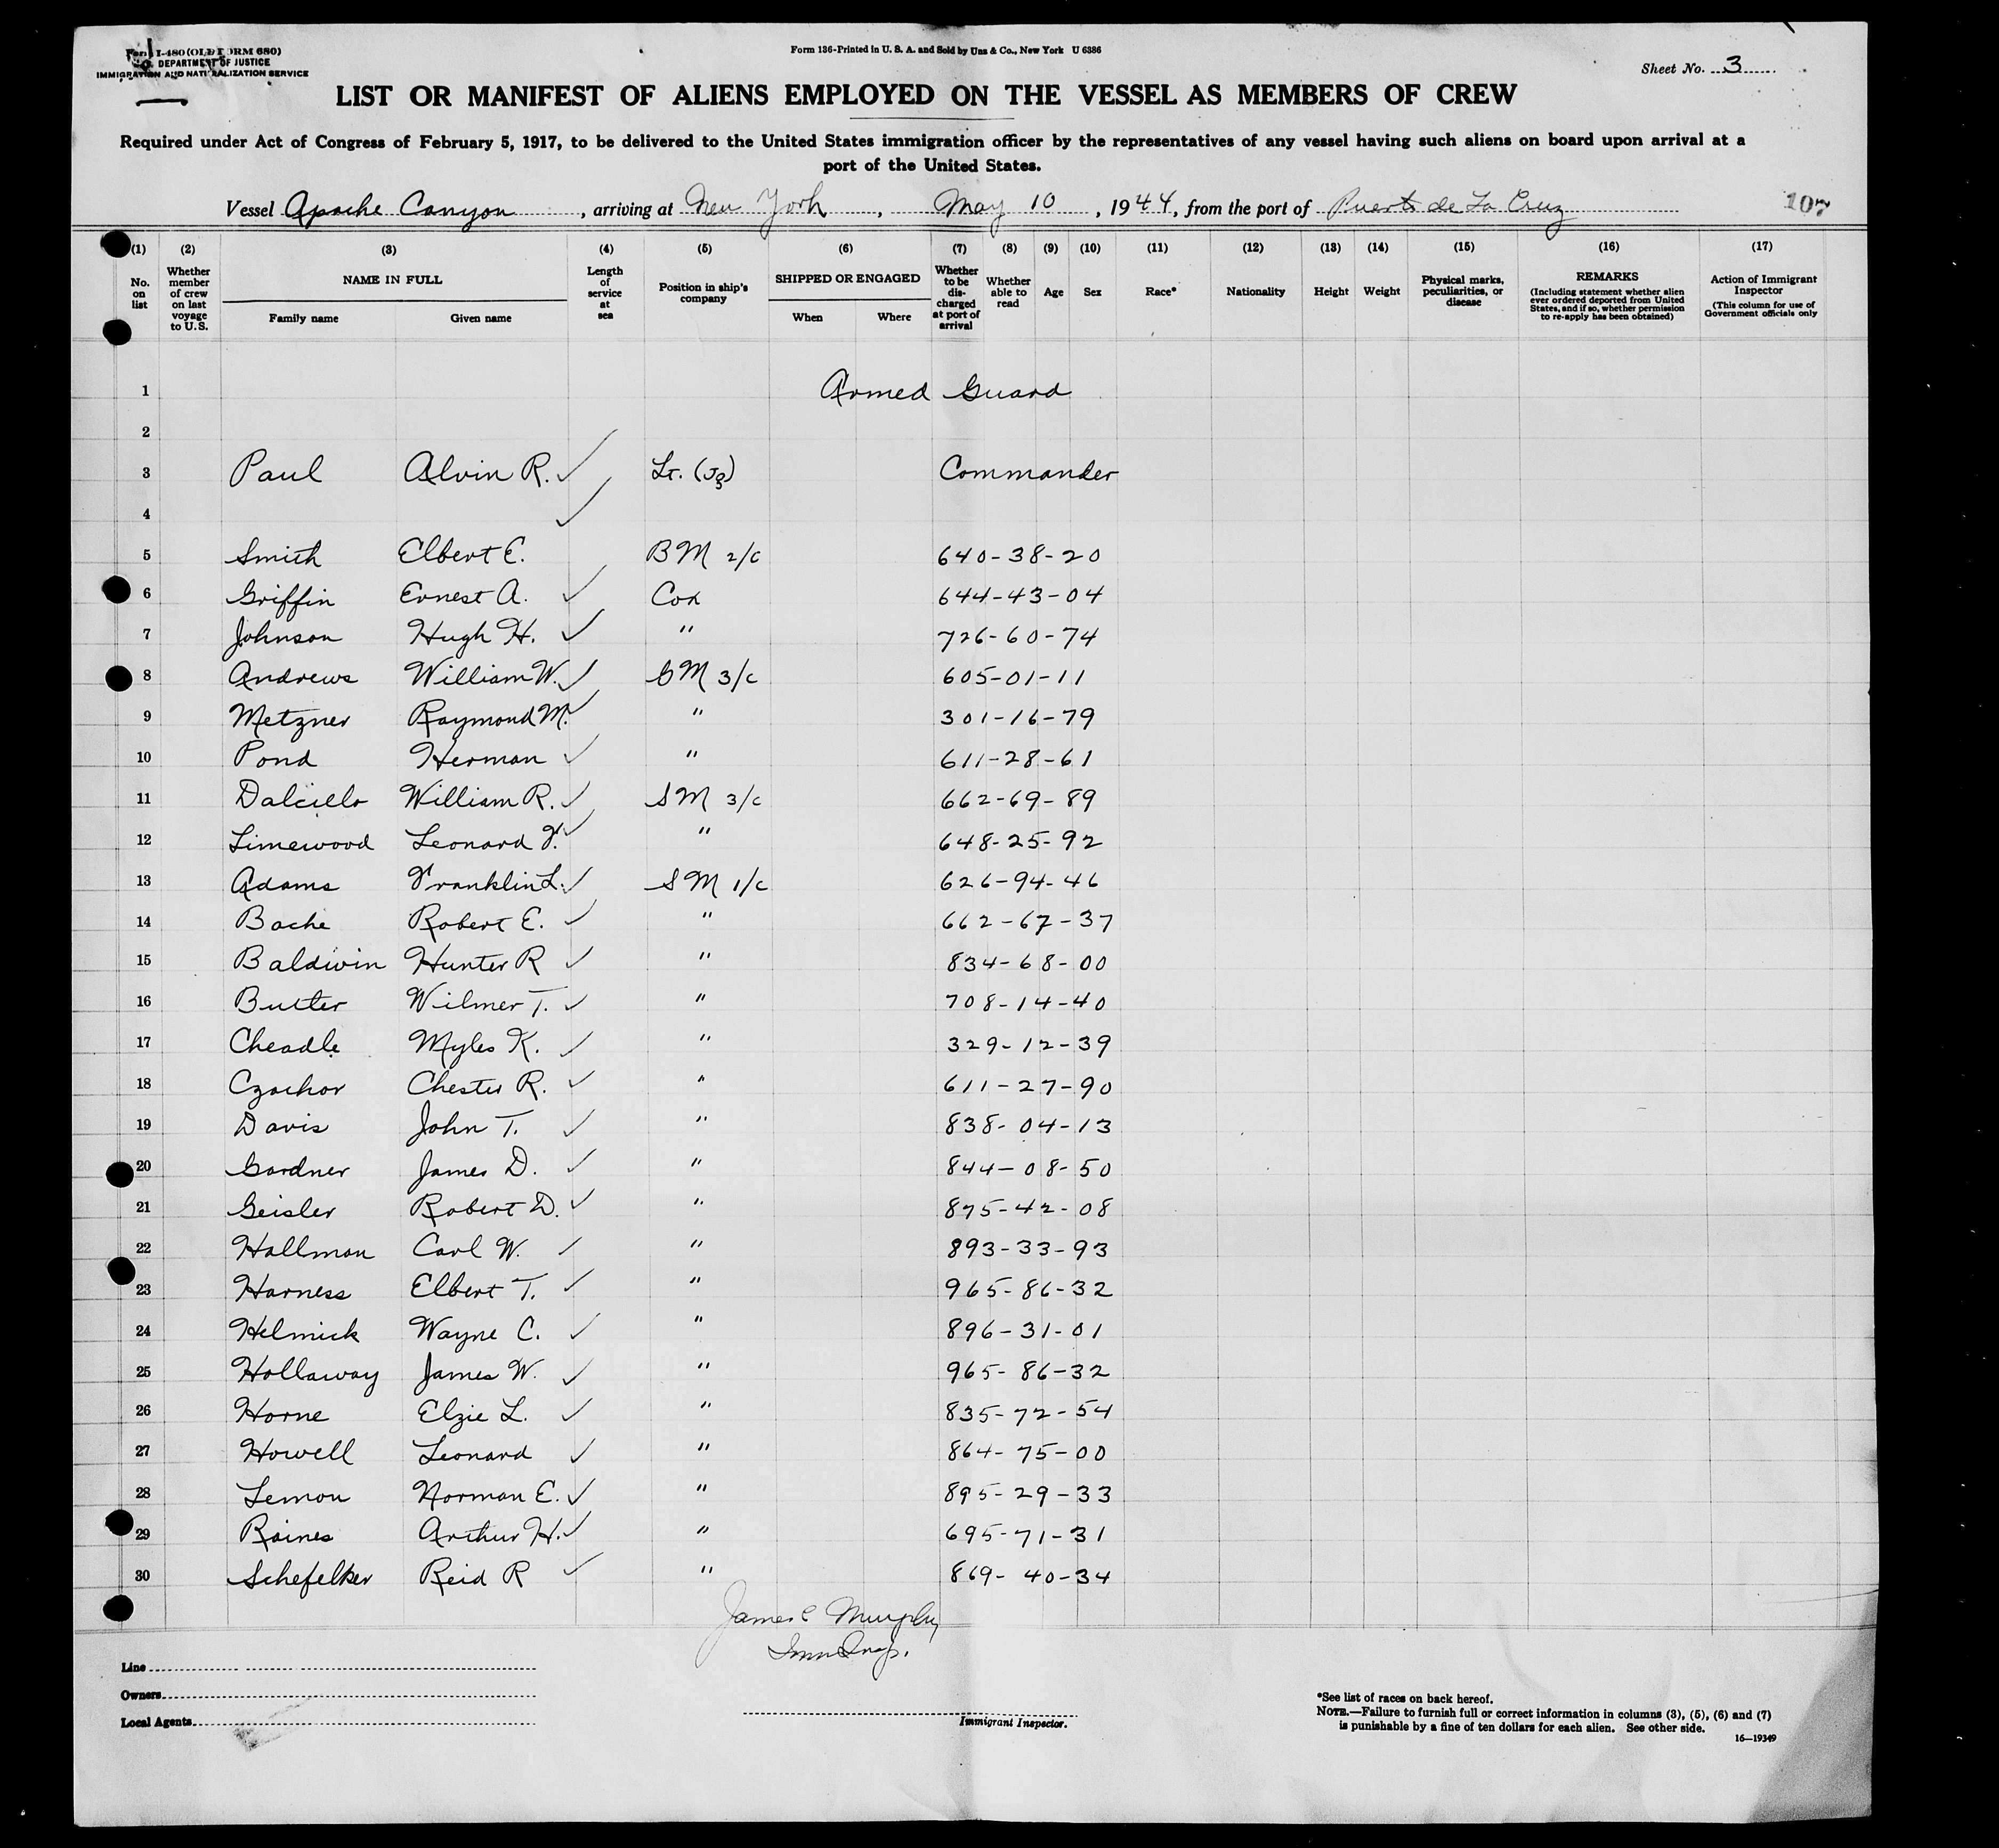 Form I-480 (OLD FORM 680)
U.S. DEPARTMENT OF JUSTICE
IMMIGRATION AND NATURALIZATION SERVICE
Form 136-Printed in U. S. A. and Sold by Unz & Co., New York U 6386
Sheet No. 3
LIST OR MANIFEST OF ALIENS EMPLOYED ON THE VESSEL AS MEMBERS OF CREW
Required under Act of Congress of February 5, 1917, to be delivered to the United States immigration officer by the representatives of any vessel having such aliens on board upon arrival at a
port of the United States.
Vessel Apache Canyon, arriving at New York, May 10, 1944, from the port of Puerto de La Cruz 107
(1) (2) (3) (4) (5) (6) (7) (8) (9) (10) (11) (12) (13) (14) (15) (16) (17)
No. on list
Whether member of crew on last voyage to U.S.
NAME IN FULL
Family name Given name
Length of service at sea
Position in ship's company
SHIPPED OR ENGAGED
When Where
Whether to be discharged at port of arrival
Whether able to read
Age
Sex
Race*
Nationality
Height
Weight
Physical marks, peculiarities, or disease
REMARKS
(Including statement whether alien ever ordered deported from United States, and if so, whether permission to re-apply has been obtained)
Action of Immigrant Inspector
(This column for use of Government officials only
1 Armed Guard
2
3 Paul Alvin R. Lt. (Jg) Commander
4
5 Smith Elbert E. BM 2/c 640-38-20
6 Griffin Ernest A. Cox 644-43-04
7 Johnson Hugh H. " 726-60-74
8 Andrews William W. GM 3/c 605-01-11
9 Metzner Raymond M. " 301-16-79
10 Pond Herman " 611-28-61
11 Dalciello William R. SM 3/c 662-69-89
12 Limewood Leonard F. " 648-25-92
13 Adams Franklin L. SM 1/c 626-94-46
14 Bache Robert E. " 662-67-37
15 Baldwin Hunter R " 834-68-00
16 Butler Wilmer T. " 708-14-40
17 Cheadle Myles K. " 329-12-39
18 Czachor Chester R. " 611-27-90
19 Davis John T. " 838-04-13
20 Gardner James D. " 844-08-50
21 Geisler Robert D. " 875-42-08
22 Hallman Carl W. " 893-33-93
23 Harness Elbert T. " 965-86-32
24 Helmick Wayne C. " 896-31-01
25 Hollaway James W. " 965-86-32
26 Horne Elzie L. " 835-72-54
27 Howell Leonard " 864-75-00
28 Lemon Norman E. " 895-29-33
29 Raines Arthur H. " 695-71-31
30 Schefelker Reid R " 869-40-34
James C Murphy
Imm Insp.
Line
Owners
Local Agents
Immigrant Inspector.
*See list of races on back hereof.
NOTE.—Failure to furnish full or correct information in columns (3), (5), (6) and (7)
is punishable by a fine of ten dollars for each alien. See other side.
16—19349